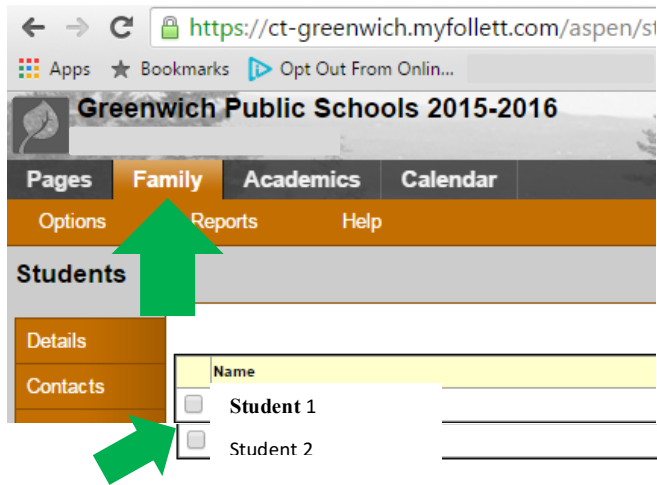 https://ct-greenwich.myfollett.com/aspen/st
Apps Bookmarks Opt Out From Onlin...
Greenwich Public Schools 2015-2016
Pages Family Academics Calendar
Options Reports Help
Students
Details
Name
Contacts
Student 1
Student 2